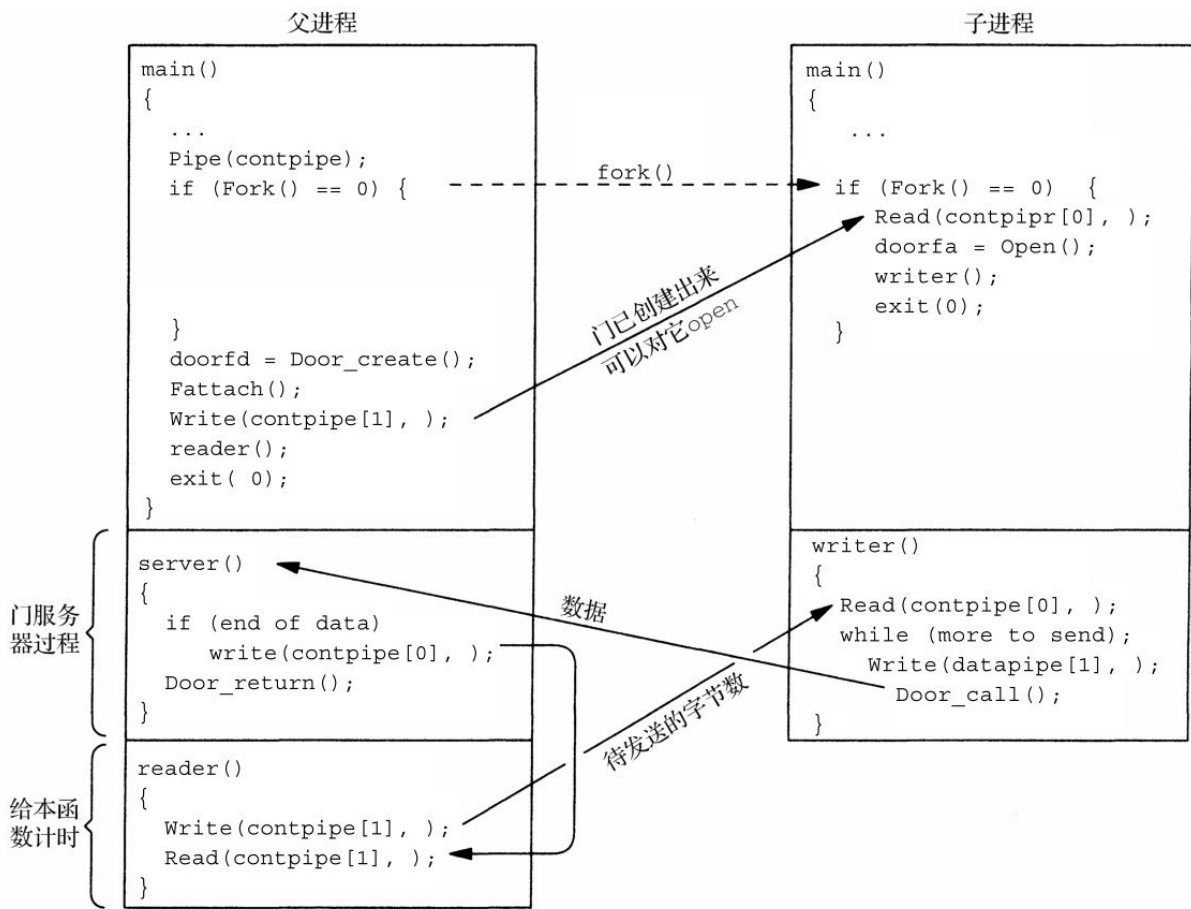 父进程
main()
{
...
Pipe(contpipe);
if (Fork() == 0) {
}
doorfd = Door_create();
Fattach();
Write(contpipe[1], );
reader();
exit( 0);
}
fork()
门已创建出来
可以对它open
子进程
main()
{
...
if (Fork() == 0) {
Read(contpipr[0], );
doorfa = Open();
writer();
exit(0);
}
门服务
器过程
server()
{
if (end of data)
write(contpipe[0], );
Door_return();
}
数据
待发送的字节数
writer()
{
Read(contpipe[0], );
while (more to send);
Write(datapipe[1], );
Door_call();
}
给本函
数计时
reader()
{
Write(contpipe[1], );
Read(contpipe[1], );
}